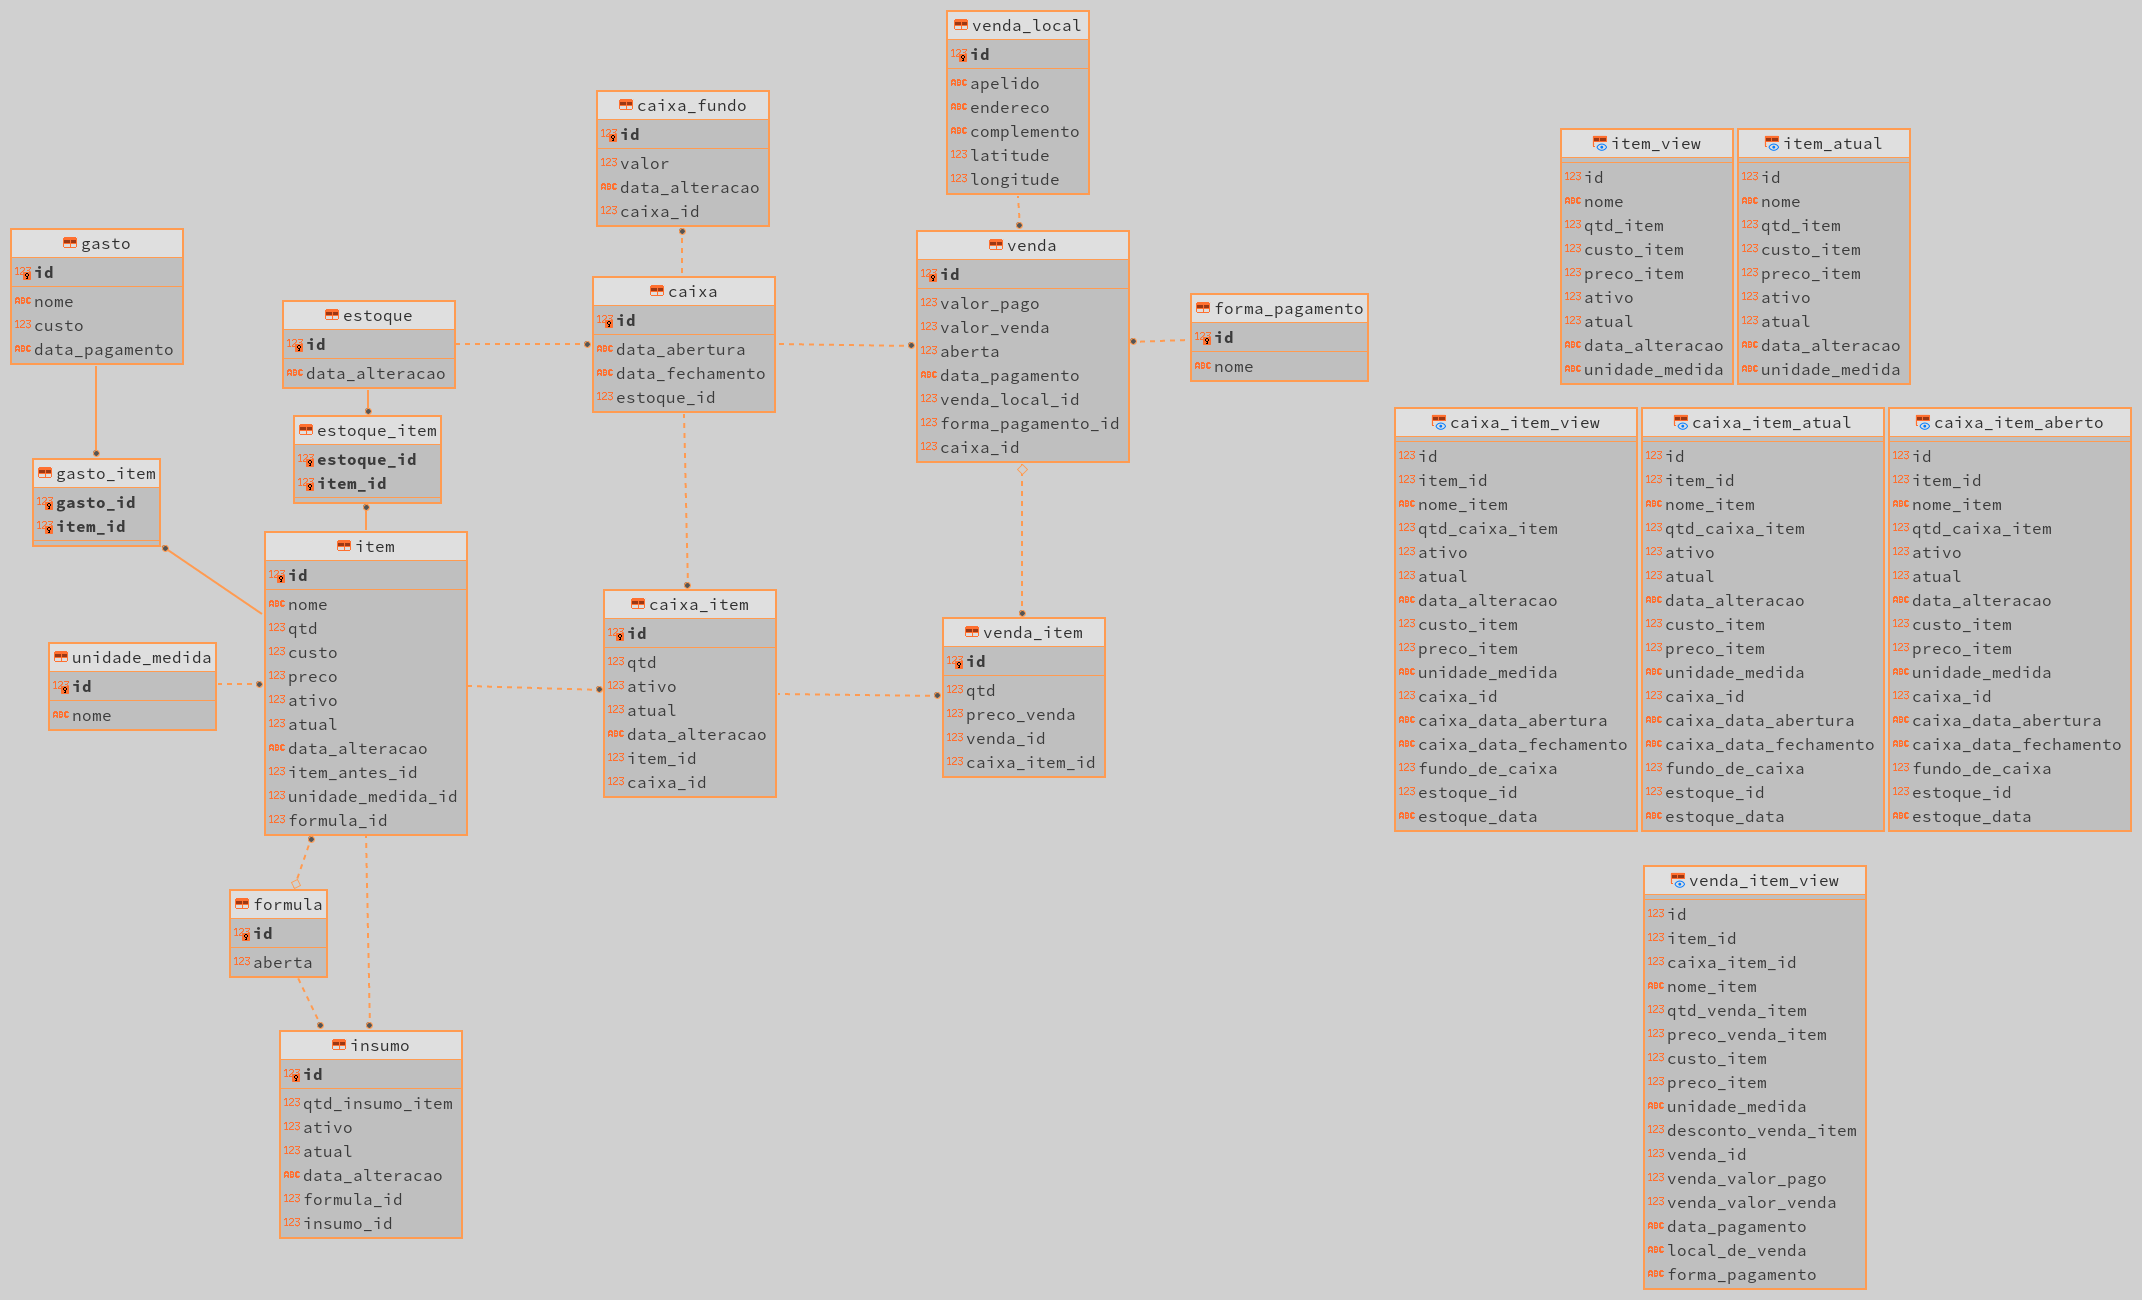 venda_local
id
apelido
endereco
complemento
latitude
longitude
caixa_fundo
id
valor
data_alteracao
caixa_id
gasto
id
nome
custo
data_pagamento
estoque
id
data_alteracao
caixa
id
data_abertura
data_fechamento
estoque_id
venda
id
valor_pago
valor_venda
aberta
data_pagamento
venda_local_id
forma_pagamento_id
caixa_id
forma_pagamento
id
nome
estoque_item
estoque_id
item_id
gasto_item
gasto_id
item_id
item
id
nome
qtd
custo
preco
ativo
atual
data_alteracao
item_antes_id
unidade_medida_id
formula_id
unidade_medida
id
nome
caixa_item
id
qtd
ativo
atual
data_alteracao
item_id
caixa_id
venda_item
id
qtd
preco_venda
venda_id
caixa_item_id
formula
id
aberta
insumo
id
qtd_insumo_item
ativo
atual
data_alteracao
formula_id
insumo_id
item_view
id
nome
qtd_item
custo_item
preco_item
ativo
atual
data_alteracao
unidade_medida
item_atual
id
nome
qtd_item
custo_item
preco_item
ativo
atual
data_alteracao
unidade_medida
caixa_item_view
id
item_id
nome_item
qtd_caixa_item
ativo
atual
data_alteracao
custo_item
preco_item
unidade_medida
caixa_id
caixa_data_abertura
caixa_data_fechamento
fundo_de_caixa
estoque_id
estoque_data
caixa_item_atual
id
item_id
nome_item
qtd_caixa_item
ativo
atual
data_alteracao
custo_item
preco_item
unidade_medida
caixa_id
caixa_data_abertura
caixa_data_fechamento
fundo_de_caixa
estoque_id
estoque_data
caixa_item_aberto
id
item_id
nome_item
qtd_caixa_item
ativo
atual
data_alteracao
custo_item
preco_item
unidade_medida
caixa_id
caixa_data_abertura
caixa_data_fechamento
fundo_de_caixa
estoque_id
estoque_data
venda_item_view
id
item_id
caixa_item_id
nome_item
qtd_venda_item
preco_venda_item
custo_item
preco_item
unidade_medida
desconto_venda_item
venda_id
venda_valor_pago
venda_valor_venda
data_pagamento
local_de_venda
forma_pagamento